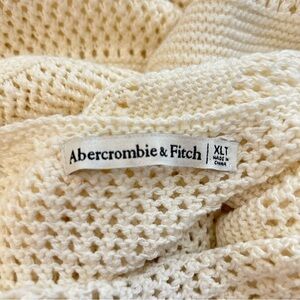 Abercrombie & Fitch
XLT
MADE IN
CHINA